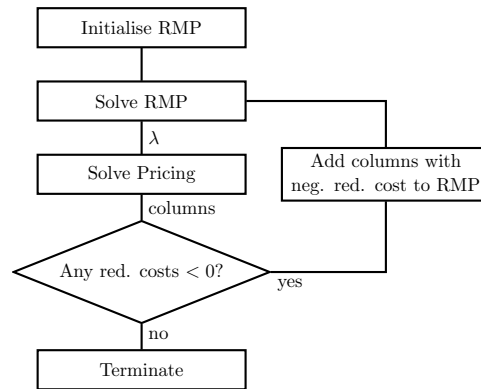 Initialise RMP
Solve RMP
λ
Solve Pricing
Add columns with
neg. red. cost to RMP
columns
Any red. costs < 0?
yes
no
Terminate